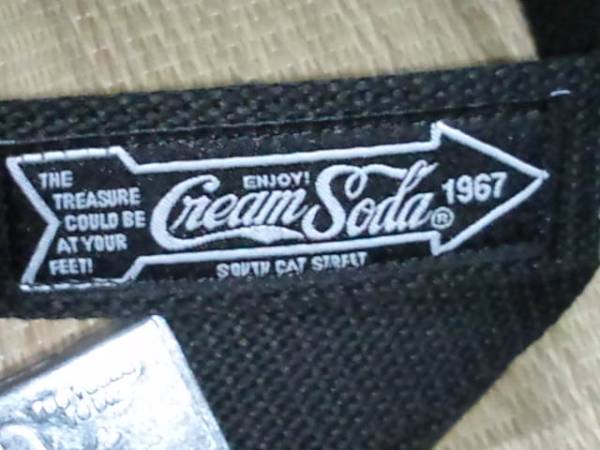 THE
TREASURE
COULD BE
AT YOUR
FEET!
ENJOY!
Cream Soda®
1967
SOUTH CAT STREET